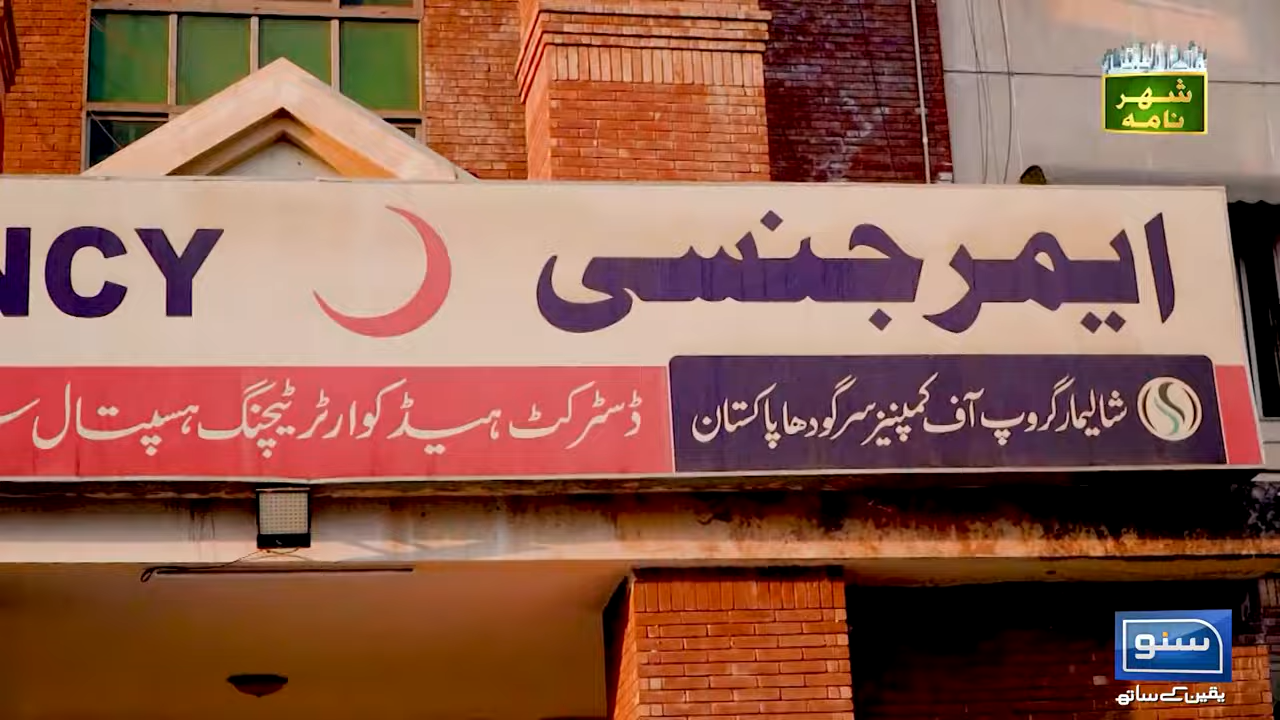 شہر
نامہ
ایمرجنسی
NCY
شالیمار گروپ آف کمپنیز سرگودھا پاکستان
ڈسٹرکٹ ہیڈ کوارٹر ٹیچنگ ہسپتال
سنو
یقین کے ساتھ